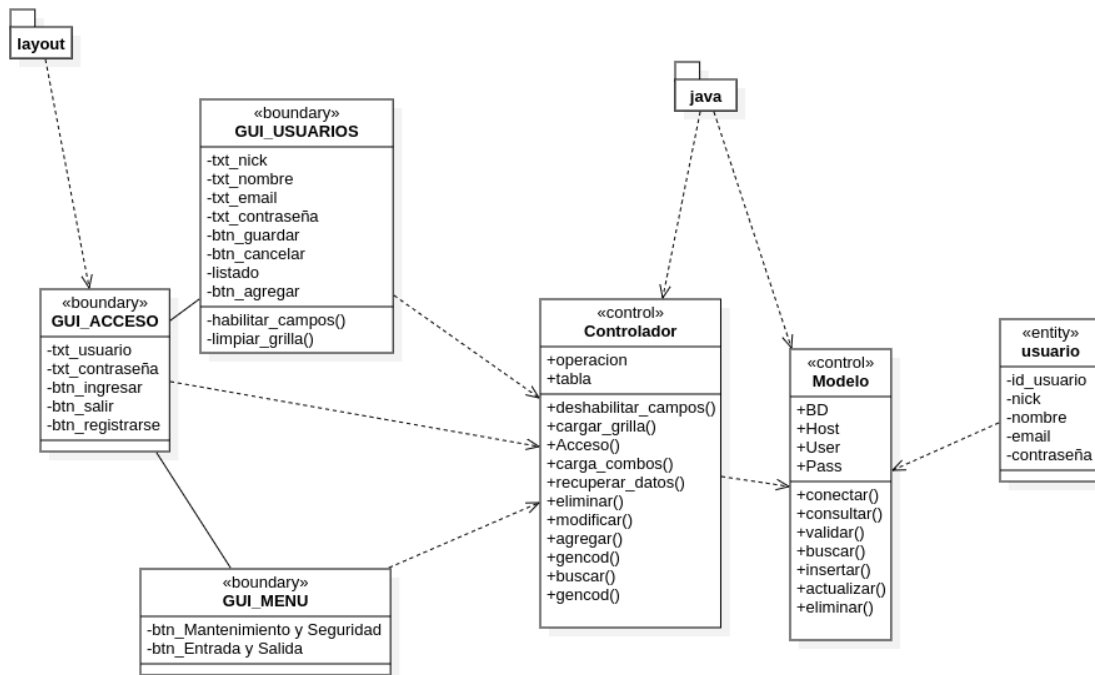 layout
java
«boundary»
GUI_USUARIOS
-txt_nick
-txt_nombre
-txt_email
-txt_contraseña
-btn_guardar
-btn_cancelar
-listado
-btn_agregar
-habilitar_campos()
-limpiar_grilla()
«boundary»
GUI_ACCESO
-txt_usuario
-txt_contraseña
-btn_ingresar
-btn_salir
-btn_registrarse
«boundary»
GUI_MENU
-btn_Mantenimiento y Seguridad
-btn_Entrada y Salida
«control»
Controlador
+operacion
+tabla
+deshabilitar_campos()
+cargar_grilla()
+Acceso()
+carga_combos()
+recuperar_datos()
+eliminar()
+modificar()
+agregar()
+gencod()
+buscar()
+gencod()
«control»
Modelo
+BD
+Host
+User
+Pass
+conectar()
+consultar()
+validar()
+buscar()
+insertar()
+actualizar()
+eliminar()
«entity»
usuario
-id_usuario
-nick
-nombre
-email
-contraseña